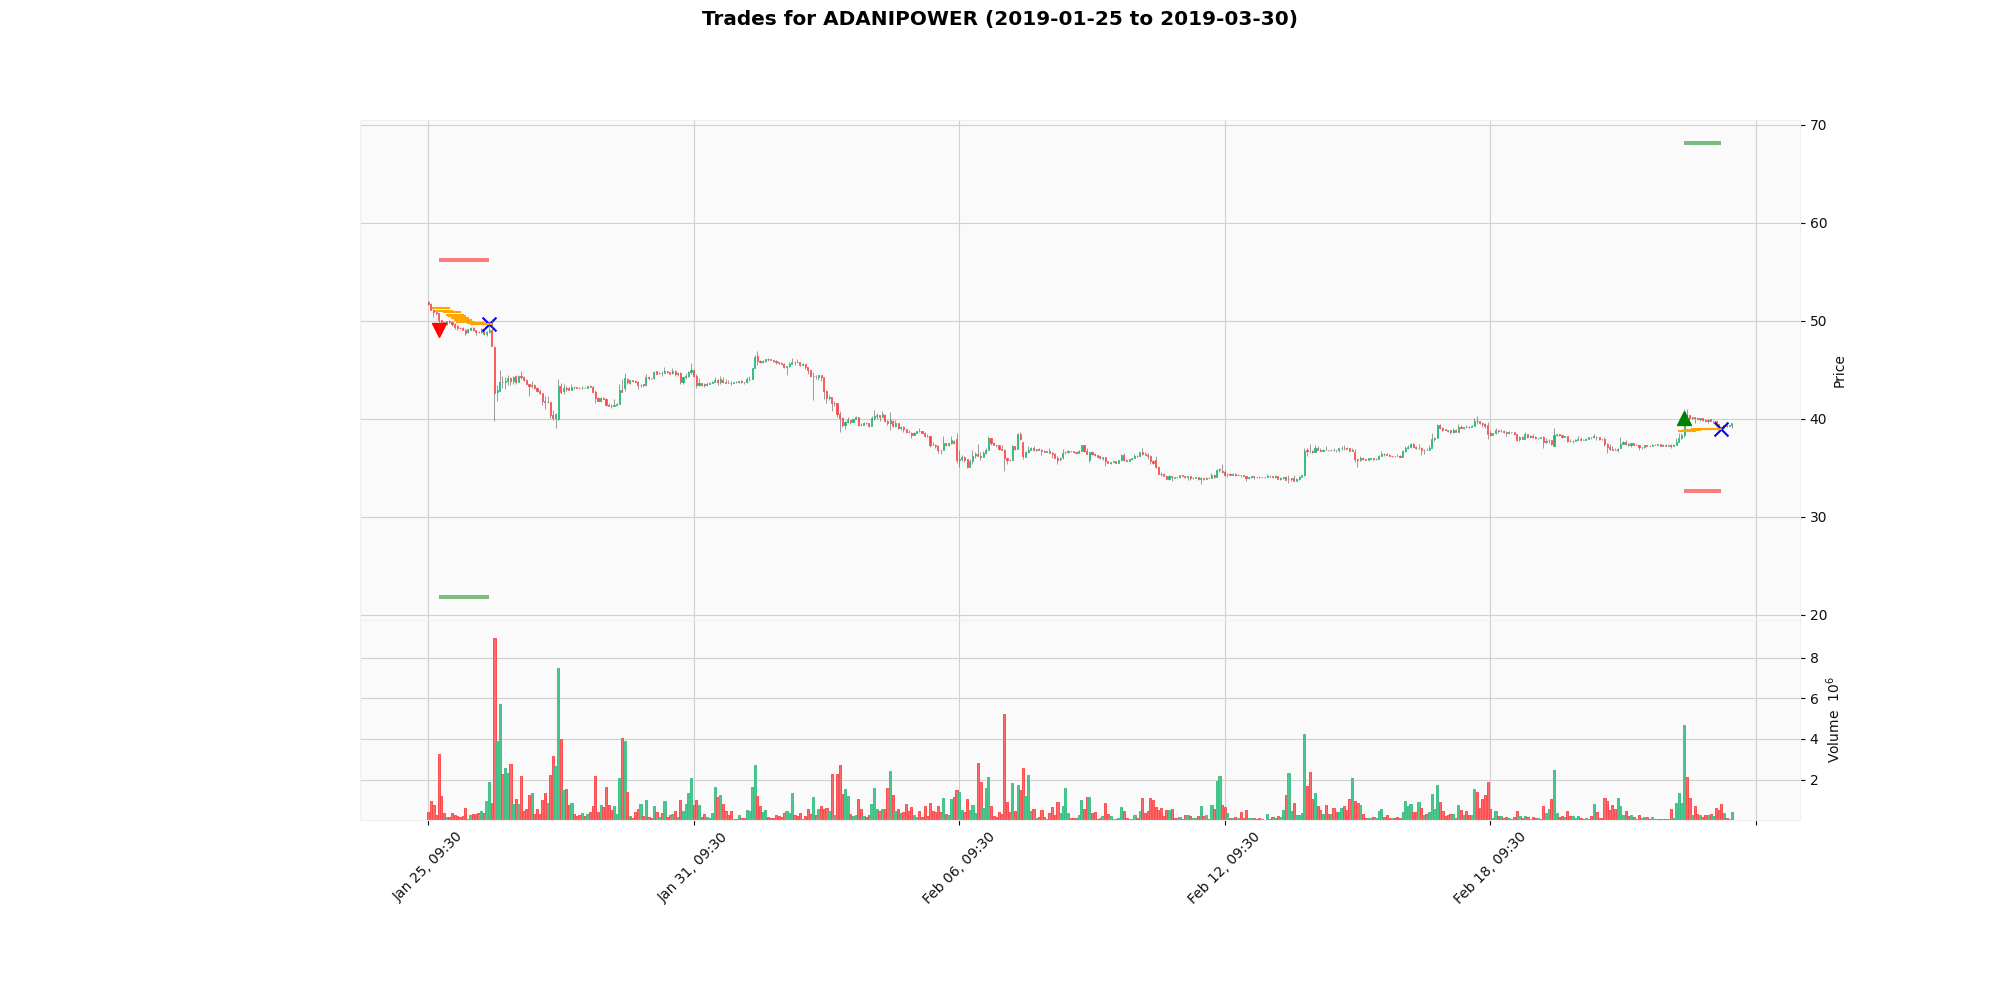 Trades for ADANIPOWER (2019-01-25 to 2019-03-30)
70
60
50
40
30
20
Price
8
6
4
2
Volume 10⁶
Jan 25, 09:30
Jan 31, 09:30
Feb 06, 09:30
Feb 12, 09:30
Feb 18, 09:30